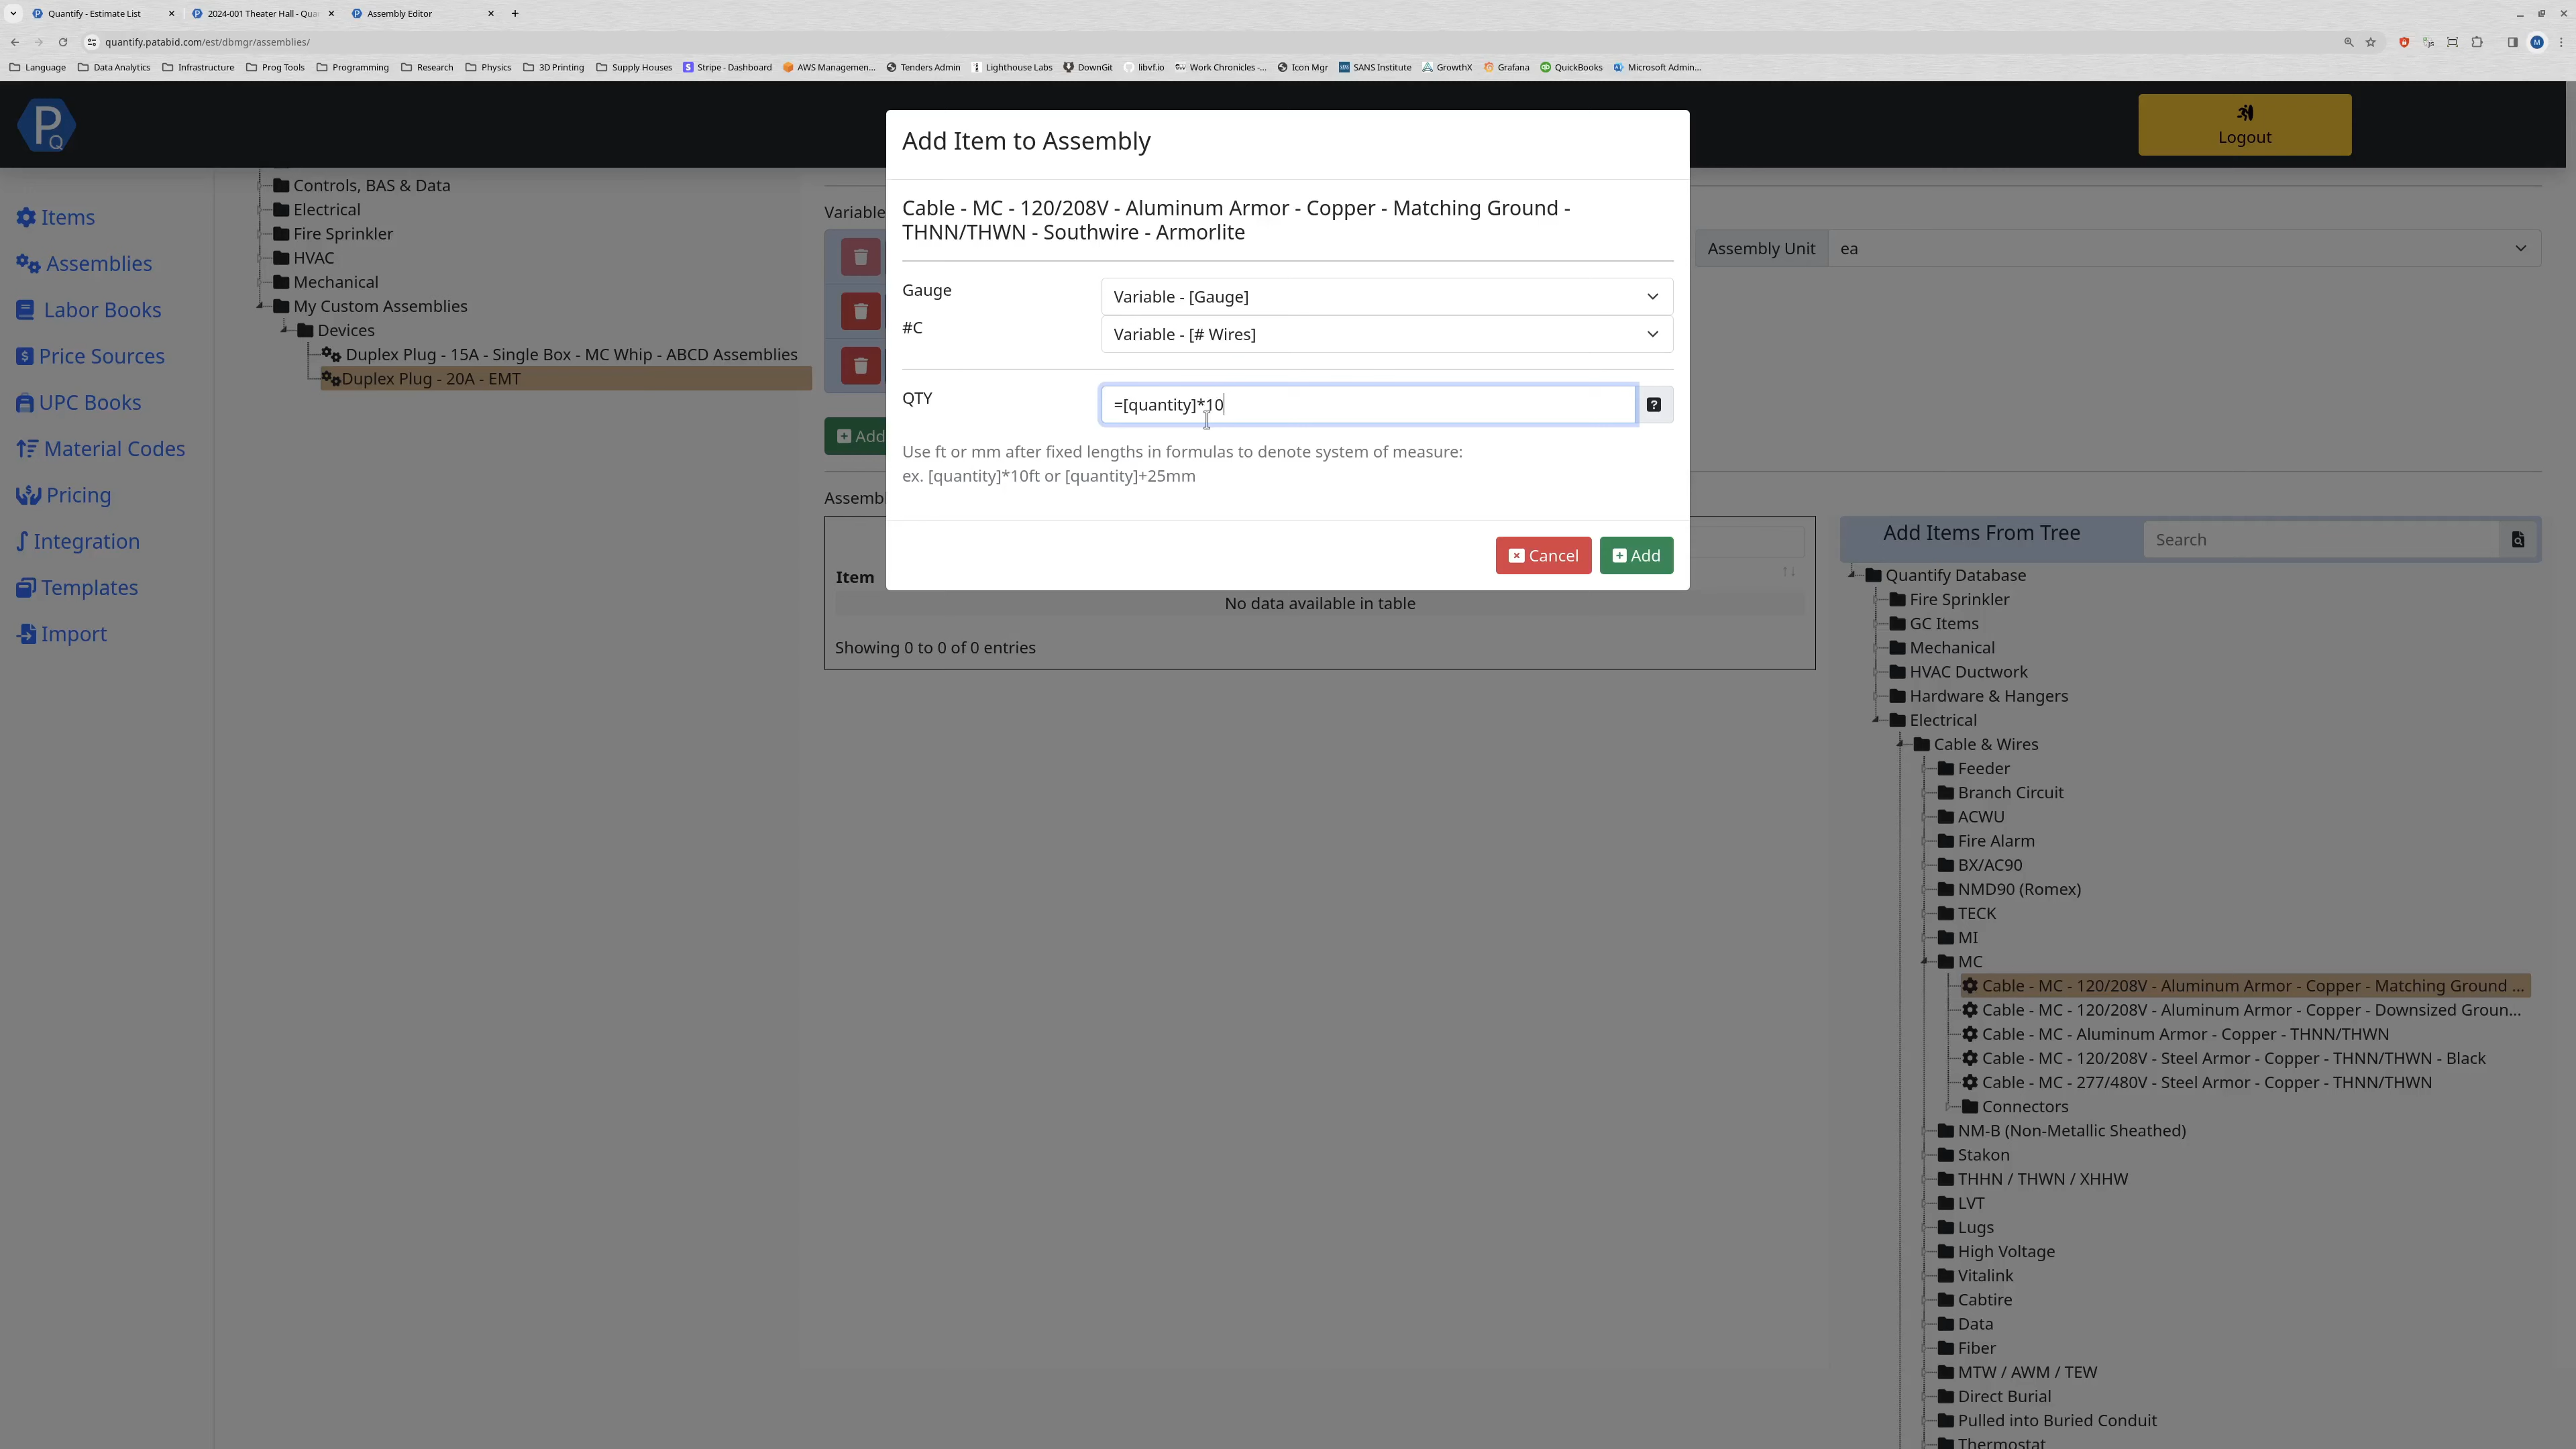 Quantify - Estimate List
2024-001 Theater Hall - Qua
Assembly Editor
quantify.patabid.com/est/dbmgr/assemblies/
M
Language
Data Analytics
Infrastructure
Prog Tools
Programming
Research
Physics
3D Printing
Supply Houses
Stripe - Dashboard
AWS Managemen...
Tenders Admin
Lighthouse Labs
DownGit
libvf.io
Work Chronicles -...
Icon Mgr
SANS Institute
GrowthX
Grafana
QuickBooks
Microsoft Admin...
PQ
Logout
Items
Assemblies
Labor Books
Price Sources
UPC Books
Material Codes
Pricing
Integration
Templates
Import
Controls, BAS & Data
Electrical
Fire Sprinkler
HVAC
Mechanical
My Custom Assemblies
Devices
Duplex Plug - 15A - Single Box - MC Whip - ABCD Assemblies
Duplex Plug - 20A - EMT
Variable
Add
Assembl
Item
No data available in table
Showing 0 to 0 of 0 entries
Add Item to Assembly
Cable - MC - 120/208V - Aluminum Armor - Copper - Matching Ground -
THNN/THWN - Southwire - Armorlite
Gauge
Variable - [Gauge]
#C
Variable - [# Wires]
QTY
=[quantity]*10
?
Use ft or mm after fixed lengths in formulas to denote system of measure:
ex. [quantity]*10ft or [quantity]+25mm
Cancel
Add
Assembly Unit
ea
Add Items From Tree
Search
Quantify Database
Fire Sprinkler
GC Items
Mechanical
HVAC Ductwork
Hardware & Hangers
Electrical
Cable & Wires
Feeder
Branch Circuit
ACWU
Fire Alarm
BX/AC90
NMD90 (Romex)
TECK
MI
MC
Cable - MC - 120/208V - Aluminum Armor - Copper - Matching Ground ...
Cable - MC - 120/208V - Aluminum Armor - Copper - Downsized Groun...
Cable - MC - Aluminum Armor - Copper - THNN/THWN
Cable - MC - 120/208V - Steel Armor - Copper - THNN/THWN - Black
Cable - MC - 277/480V - Steel Armor - Copper - THNN/THWN
Connectors
NM-B (Non-Metallic Sheathed)
Stakon
THHN / THWN / XHHW
LVT
Lugs
High Voltage
Vitalink
Cabtire
Data
Fiber
MTW / AWM / TEW
Direct Burial
Pulled into Buried Conduit
Thermostat